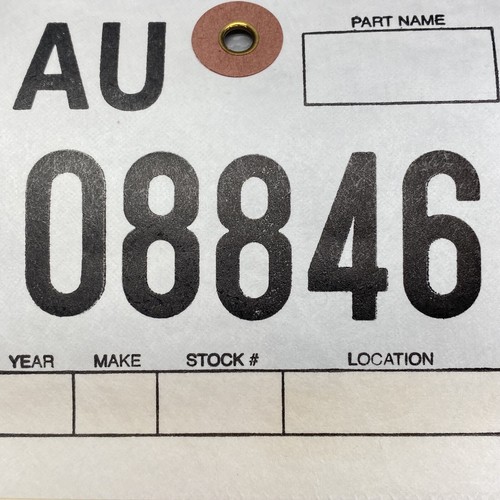 AU PART NAME
08846
YEAR MAKE STOCK # LOCATION